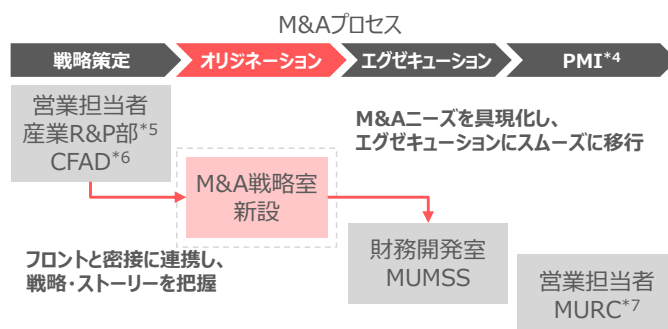 M&Aプロセス
戦略策定
オリジネーション
エグゼキューション
PMI*4
営業担当者
産業R&P部*5
CFAD*6
M&Aニーズを具現化し、
エグゼキューションにスムーズに移行
M&A戦略室
新設
フロントと密接に連携し、
戦略・ストーリーを把握
財務開発室
MUMSS
営業担当者
MURC*7